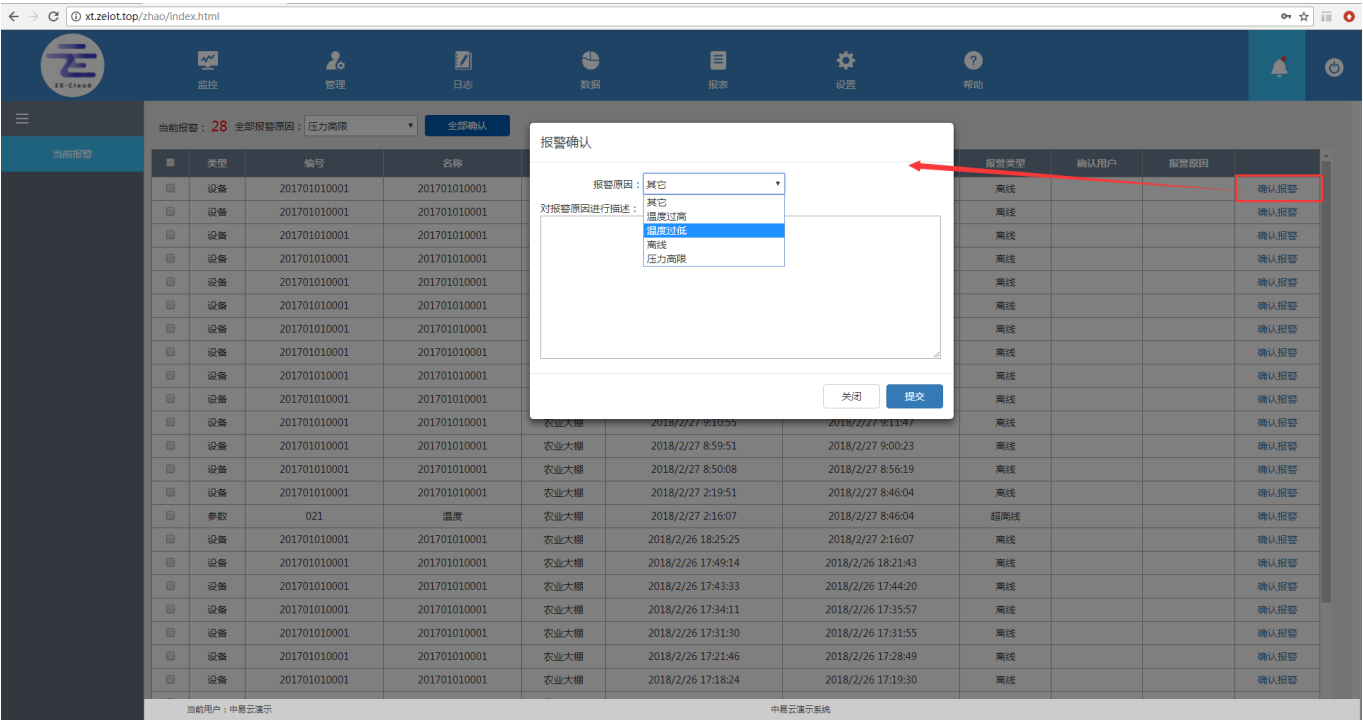 xt.zeiot.top/zhao/index.html
ZE-Cloud
监控 管理 日志 数据 报表 设置 帮助
当前报警
当前报警： 28 全部报警原因： 压力高限 全部确认
类型 编号 名称 报警类型 确认用户 报警原因
报警确认
报警原因： 其它
其它
对报警原因进行描述：
温度过高
温度过低
离线
压力高限
关闭 提交
设备 201701010001 201701010001 离线 确认报警
设备 201701010001 201701010001 离线 确认报警
设备 201701010001 201701010001 离线 确认报警
设备 201701010001 201701010001 离线 确认报警
设备 201701010001 201701010001 离线 确认报警
设备 201701010001 201701010001 离线 确认报警
设备 201701010001 201701010001 离线 确认报警
设备 201701010001 201701010001 离线 确认报警
设备 201701010001 201701010001 离线 确认报警
设备 201701010001 201701010001 离线 确认报警
设备 201701010001 201701010001 农业大棚 2018/2/27 9:10:55 2018/2/27 9:11:47 离线 确认报警
设备 201701010001 201701010001 农业大棚 2018/2/27 8:59:51 2018/2/27 9:00:23 离线 确认报警
设备 201701010001 201701010001 农业大棚 2018/2/27 8:50:08 2018/2/27 8:56:19 离线 确认报警
设备 201701010001 201701010001 农业大棚 2018/2/27 2:19:51 2018/2/27 8:46:04 离线 确认报警
参数 021 温度 农业大棚 2018/2/27 2:16:07 2018/2/27 8:46:04 超高线 确认报警
设备 201701010001 201701010001 农业大棚 2018/2/26 18:25:25 2018/2/27 2:16:07 离线 确认报警
设备 201701010001 201701010001 农业大棚 2018/2/26 17:49:14 2018/2/26 18:21:43 离线 确认报警
设备 201701010001 201701010001 农业大棚 2018/2/26 17:43:33 2018/2/26 17:44:20 离线 确认报警
设备 201701010001 201701010001 农业大棚 2018/2/26 17:34:11 2018/2/26 17:35:57 离线 确认报警
设备 201701010001 201701010001 农业大棚 2018/2/26 17:31:30 2018/2/26 17:31:55 离线 确认报警
设备 201701010001 201701010001 农业大棚 2018/2/26 17:21:46 2018/2/26 17:28:49 离线 确认报警
设备 201701010001 201701010001 农业大棚 2018/2/26 17:18:24 2018/2/26 17:19:30 离线 确认报警
当前用户：中易云演示 中易云演示系统